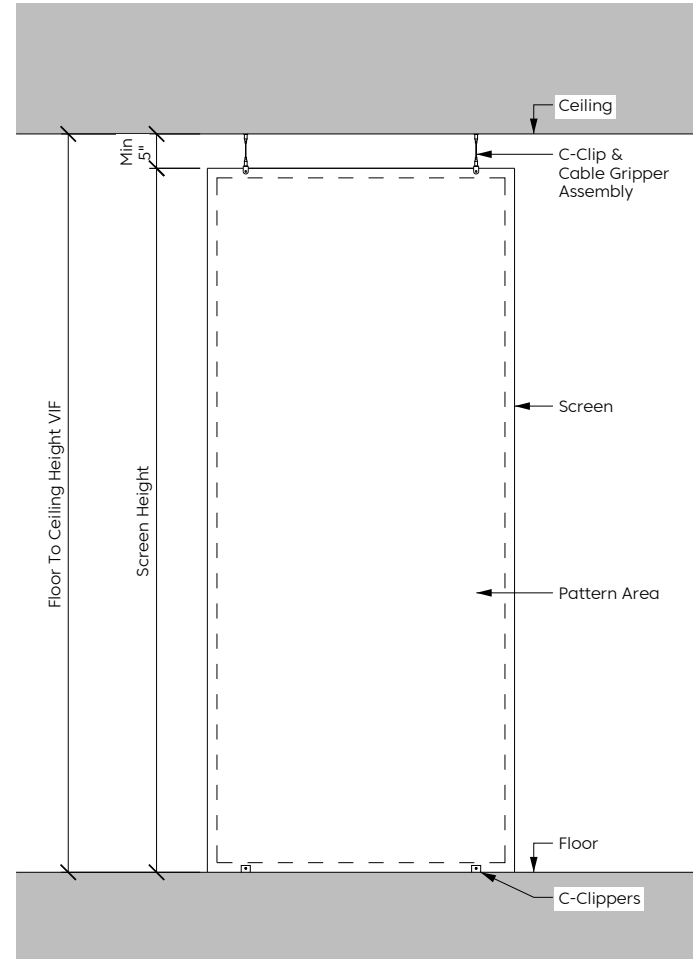 Ceiling
Min
5"
C-Clip &
Cable Gripper
Assembly
Screen
Floor To Ceiling Height VIF
Screen Height
Pattern Area
Floor
C-Clippers